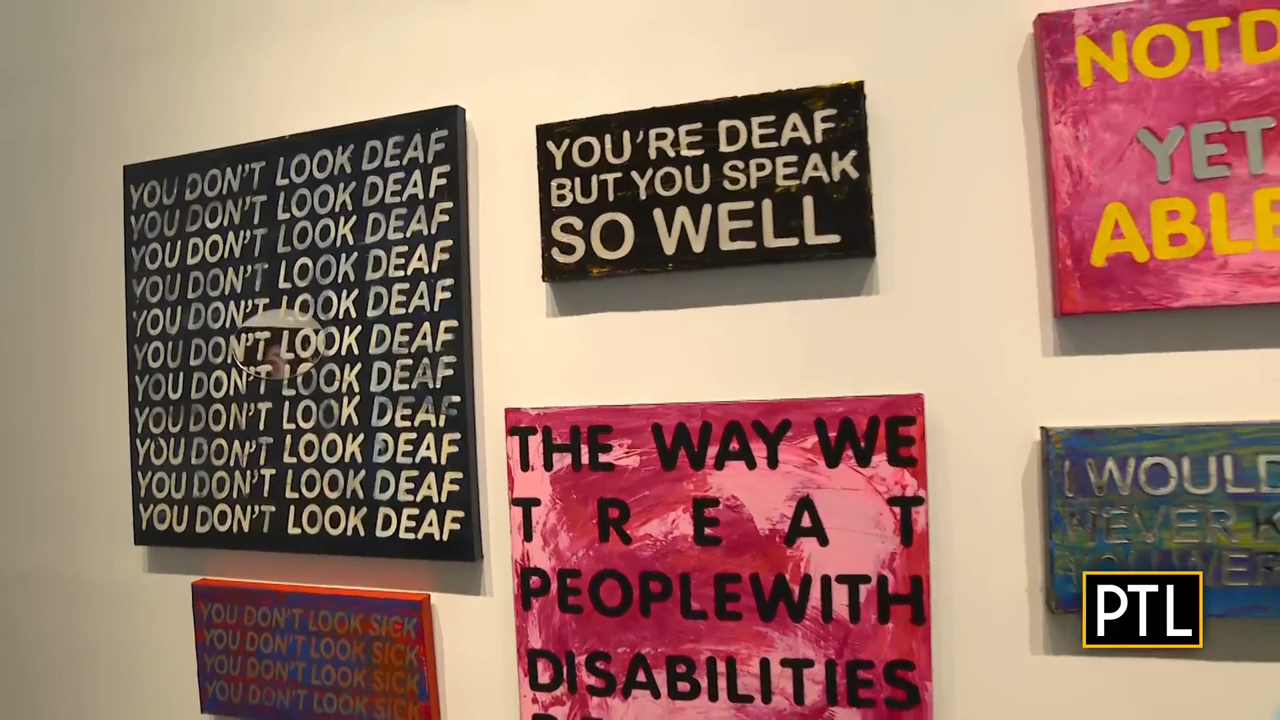 YOU DON'T LOOK DEAF
YOU DON'T LOOK DEAF
YOU DON'T LOOK DEAF
YOU DON'T LOOK DEAF
YOU DON'T LOOK DEAF
YOU DON'T LOOK DEAF
YOU DON'T LOOK DEAF
YOU DON'T LOOK DEAF
YOU DON'T LOOK DEAF
YOU DON'T LOOK DEAF
YOU DON'T LOOK DEAF
YOU'RE DEAF
BUT YOU SPEAK
SO WELL
NOT D
YET
ABLE
YOU DON'T LOOK SICK
YOU DON'T LOOK SICK
YOU DON'T LOOK SICK
YOU DON'T LOOK SICK
THE WAY WE
T R E A T
PEOPLEWITH
DISABILITIES
I WOULD
NEVER K
YOU WER
PTL